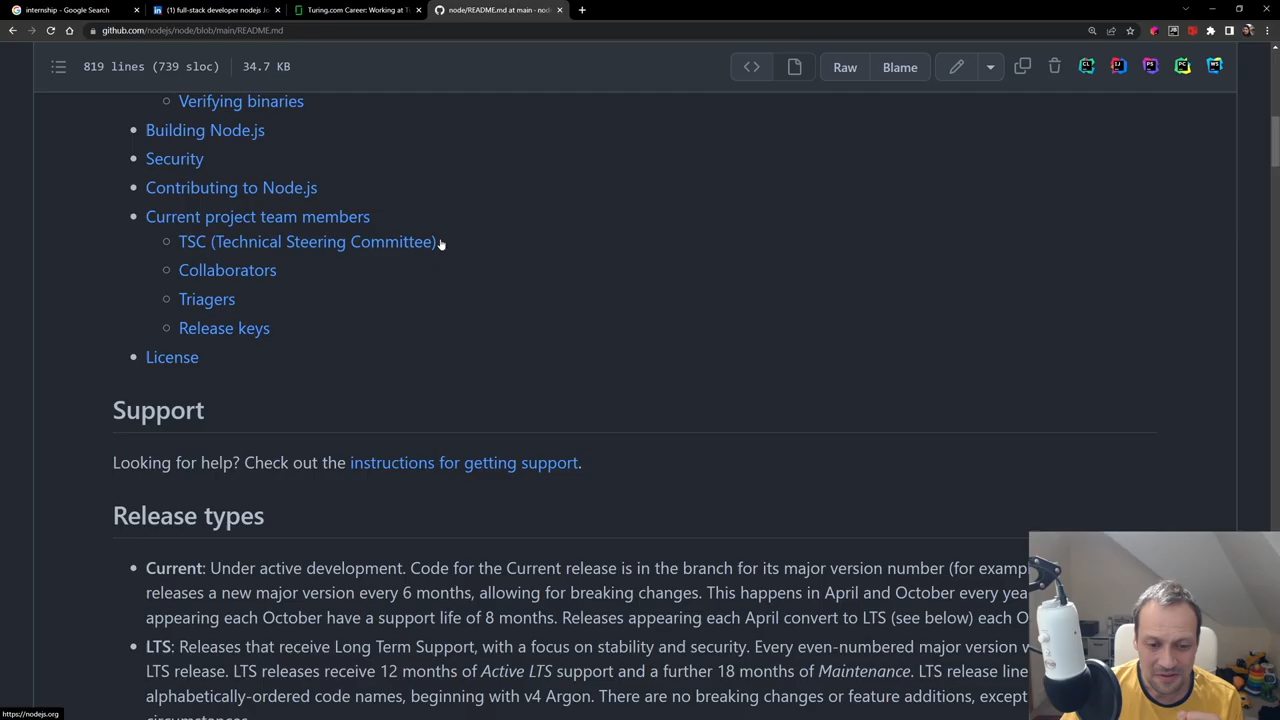 internship - Google Search
(1) full-stack developer nodejs Jo
Turing.com Career: Working at T
node/README.md at main · nod
github.com/nodejs/node/blob/main/README.md
819 lines (739 sloc)
34.7 KB
Raw
Blame
CL
IJ
PS
PC
WS
Verifying binaries
Building Node.js
Security
Contributing to Node.js
Current project team members
TSC (Technical Steering Committee)
Collaborators
Triagers
Release keys
License
Support
Looking for help? Check out the instructions for getting support.
Release types
Current: Under active development. Code for the Current release is in the branch for its major version number (for examp
releases a new major version every 6 months, allowing for breaking changes. This happens in April and October every yea
appearing each October have a support life of 8 months. Releases appearing each April convert to LTS (see below) each O
LTS: Releases that receive Long Term Support, with a focus on stability and security. Every even-numbered major version
LTS release. LTS releases receive 12 months of Active LTS support and a further 18 months of Maintenance. LTS release line
alphabetically-ordered code names, beginning with v4 Argon. There are no breaking changes or feature additions, except
circumstances.
https://nodejs.org